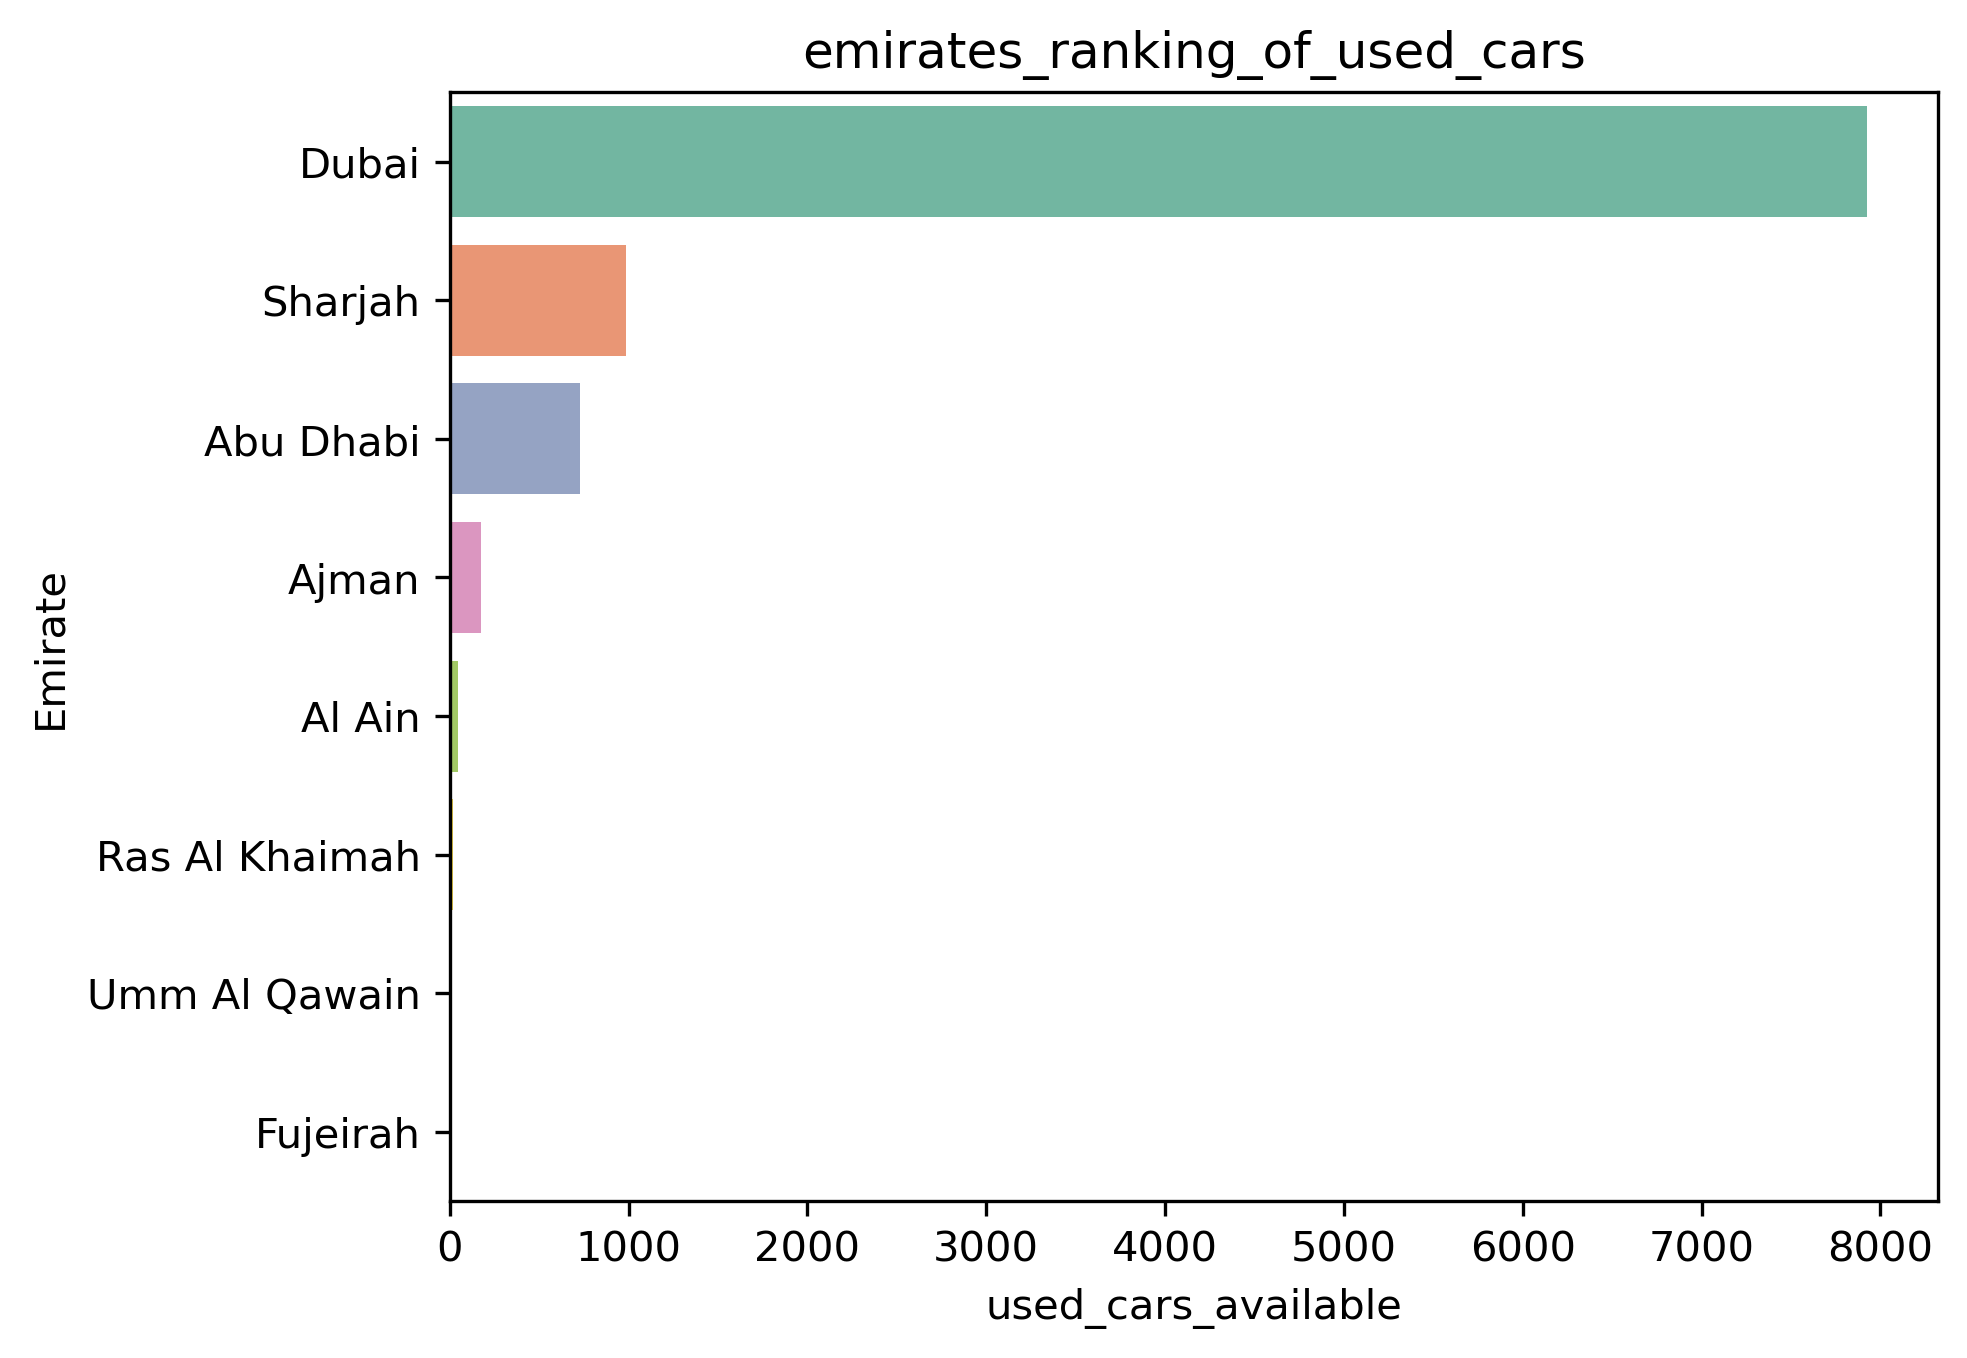 emirates_ranking_of_used_cars
Dubai
Sharjah
Abu Dhabi
Ajman
Al Ain
Ras Al Khaimah
Umm Al Qawain
Fujeirah
Emirate
0 1000 2000 3000 4000 5000 6000 7000 8000
used_cars_available